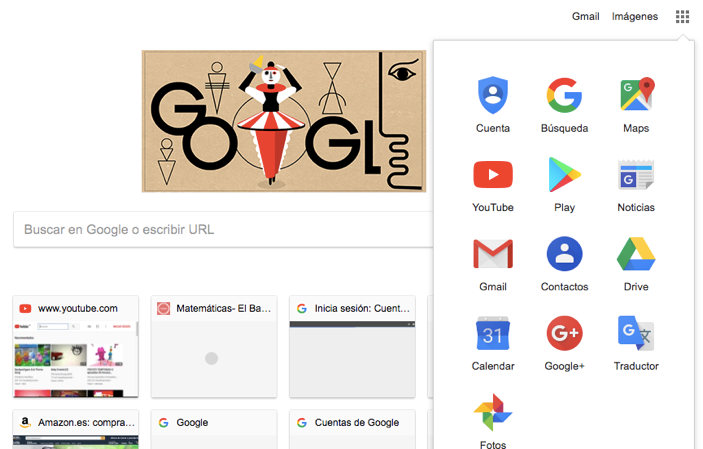 Gmail Imágenes
GOOGLE
Buscar en Google o escribir URL
Cuenta Búsqueda Maps
YouTube Play Noticias
Gmail Contactos Drive
31
Calendar Google+ Traductor
Fotos
www.youtube.com Matemáticas- El Ba... Inicia sesión: Cuent...
Amazon.es: compra... Google Cuentas de Google